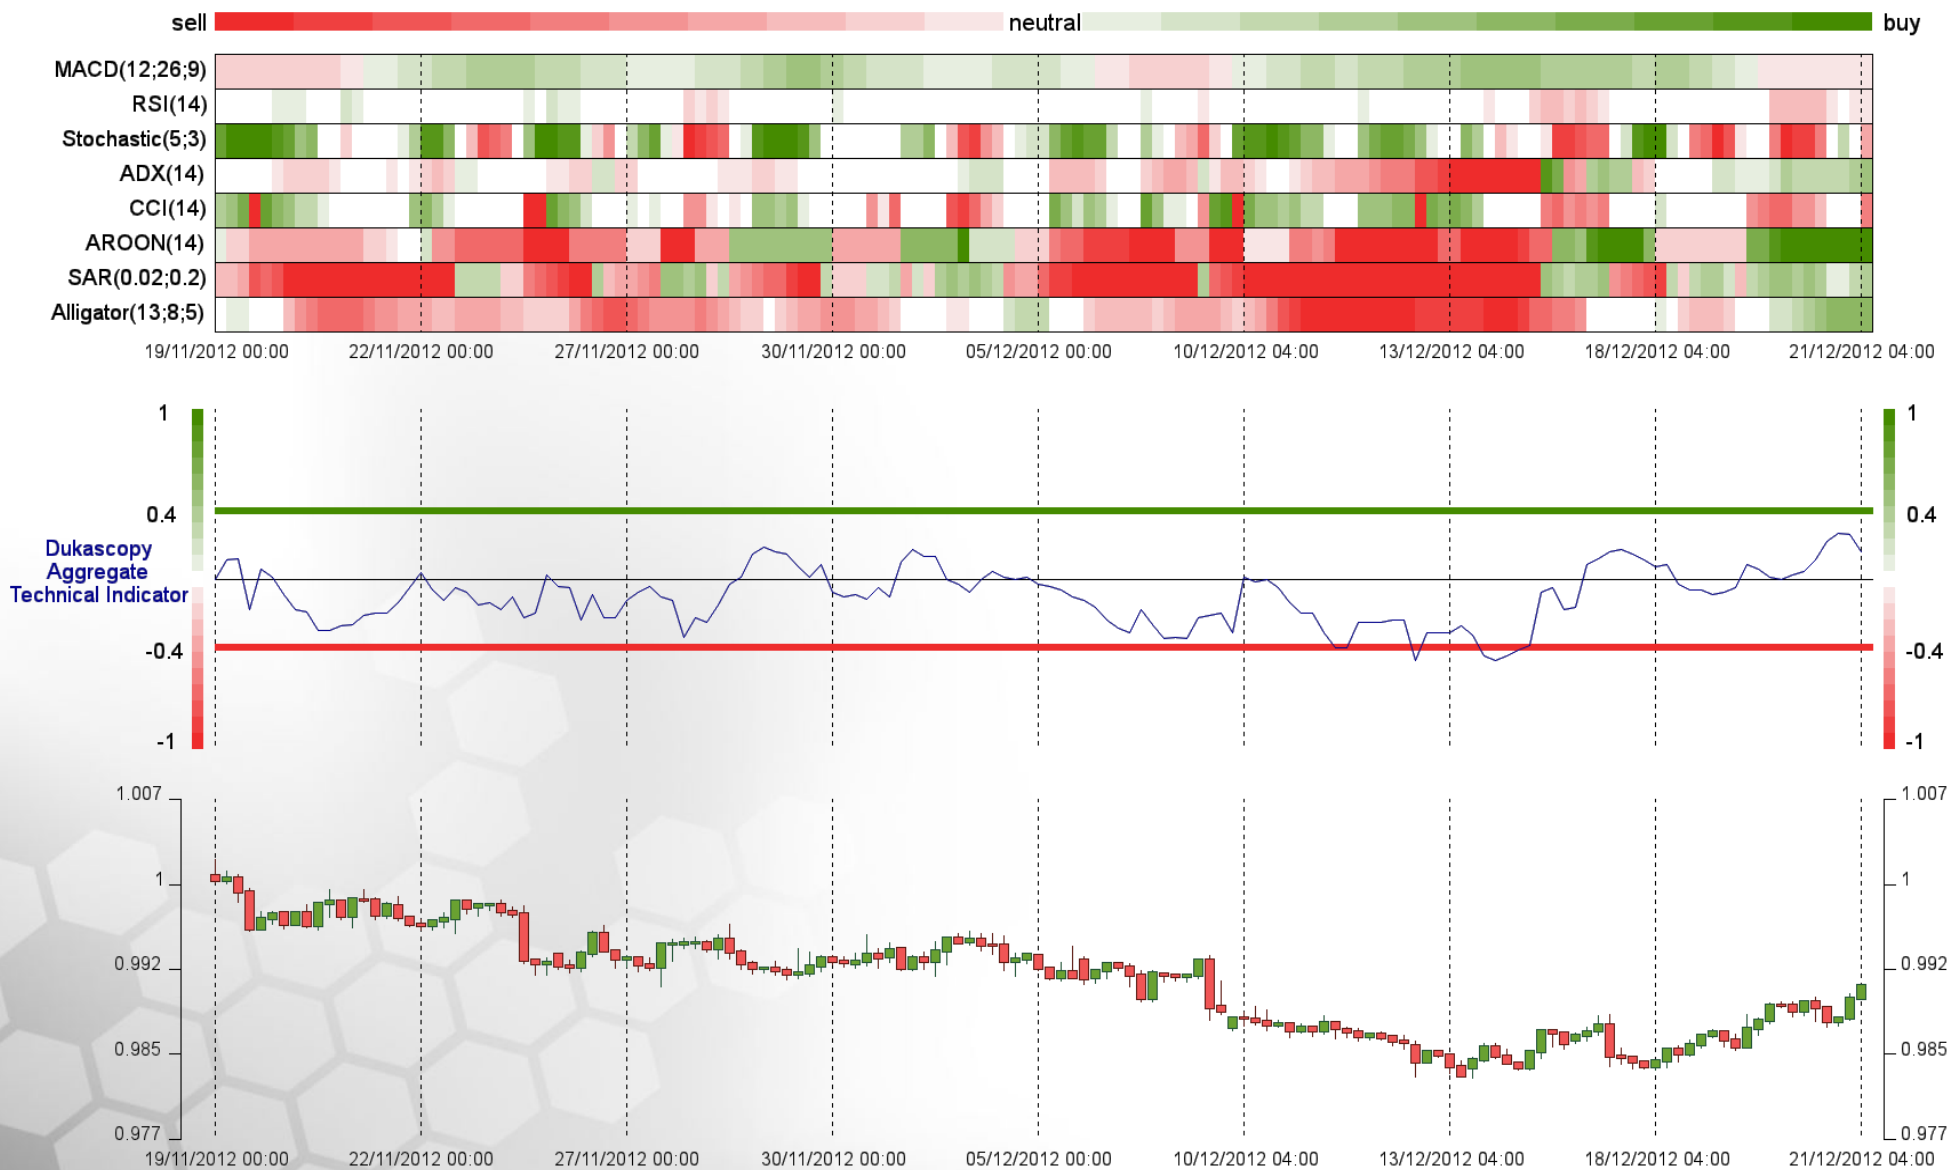 sell neutral buy
MACD(12;26;9)
RSI(14)
Stochastic(5;3)
ADX(14)
CCI(14)
AROON(14)
SAR(0.02;0.2)
Alligator(13;8;5)
19/11/2012 00:00 22/11/2012 00:00 27/11/2012 00:00 30/11/2012 00:00 05/12/2012 00:00 10/12/2012 04:00 13/12/2012 04:00 18/12/2012 04:00 21/12/2012 04:00
1 1
0.4 0.4
Dukascopy
Aggregate
Technical Indicator
-0.4 -0.4
-1 -1
1.007 1.007
1 1
0.992 0.992
0.985 0.985
0.977 0.977
19/11/2012 00:00 22/11/2012 00:00 27/11/2012 00:00 30/11/2012 00:00 05/12/2012 00:00 10/12/2012 04:00 13/12/2012 04:00 18/12/2012 04:00 21/12/2012 04:00